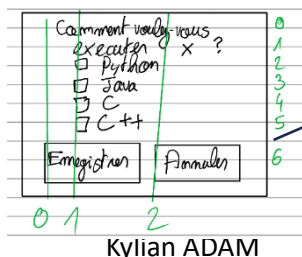 Comment voulez-vous 0
executer x ? 1
Python 2
Java 3
C 4
C++ 5
Enregistrer Annuler 6
0 1 2
Kylian ADAM